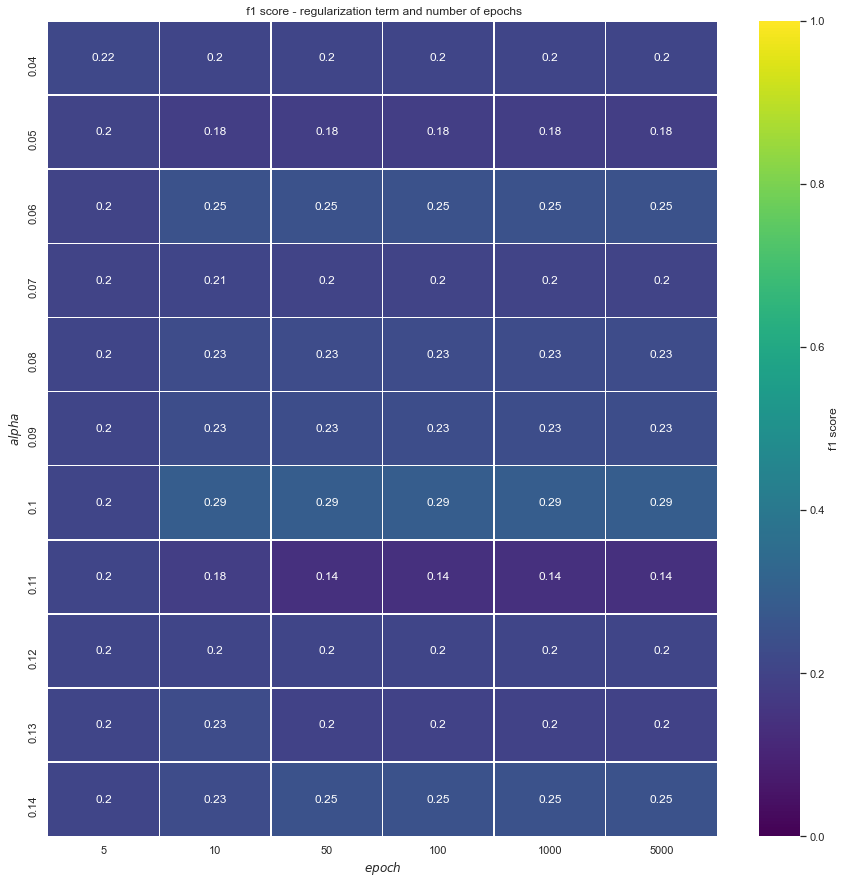 f1 score - regularization term and number of epochs
0.04 0.22 0.2 0.2 0.2 0.2 0.2
0.05 0.2 0.18 0.18 0.18 0.18 0.18
0.06 0.2 0.25 0.25 0.25 0.25 0.25
0.07 0.2 0.21 0.2 0.2 0.2 0.2
0.08 0.2 0.23 0.23 0.23 0.23 0.23
0.09 0.2 0.23 0.23 0.23 0.23 0.23
0.1 0.2 0.29 0.29 0.29 0.29 0.29
0.11 0.2 0.18 0.14 0.14 0.14 0.14
0.12 0.2 0.2 0.2 0.2 0.2 0.2
0.13 0.2 0.23 0.2 0.2 0.2 0.2
0.14 0.2 0.23 0.25 0.25 0.25 0.25
5 10 50 100 1000 5000
epoch
alpha
1.0
0.8
0.6
0.4
0.2
0.0
f1 score